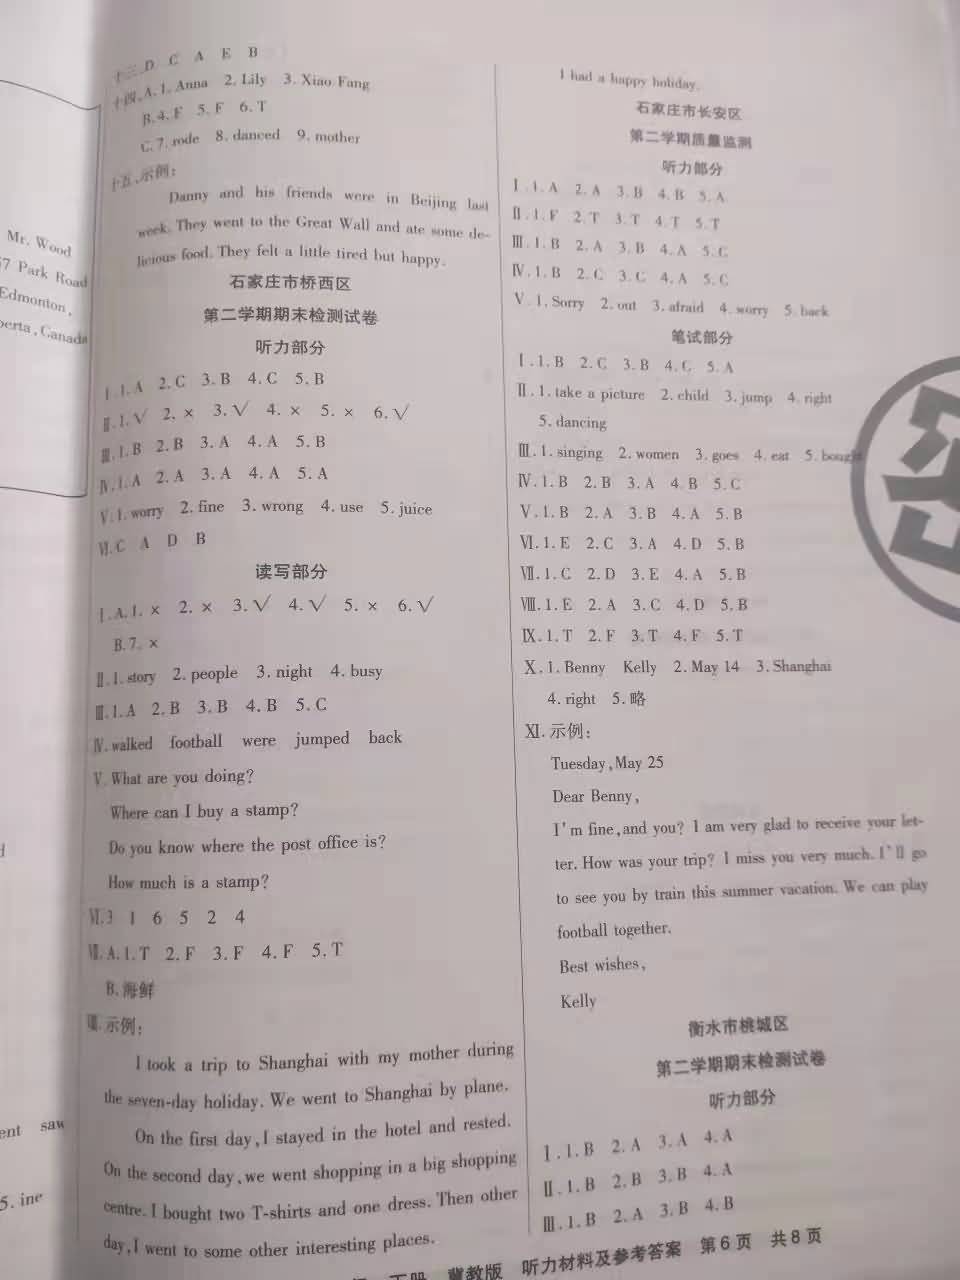 Mr. Wood
67 Park Road
Edmonton,
berta,Canada
ent saw
5. ine
十三、D C A E B
十四、A.1. Anna 2. Lily 3. Xiao Fang
B.4. F 5. F 6. T
C.7. rode 8. danced 9. mother
十五、示例:
Danny and his friends were in Beijing last
week. They went to the Great Wall and ate some de-
licious food. They felt a little tired but happy.
石家庄市桥西区
第二学期期末检测试卷
听力部分
Ⅰ.1. A 2. C 3. B 4. C 5. B
Ⅱ.1. √ 2. × 3. √ 4. × 5. × 6. √
Ⅲ.1. B 2. B 3. A 4. A 5. B
Ⅳ.1. A 2. A 3. A 4. A 5. A
Ⅴ.1. worry 2. fine 3. wrong 4. use 5. juice
Ⅵ. C A D B
读写部分
Ⅰ. A.1. × 2. × 3. √ 4. √ 5. × 6. √
B.7. ×
Ⅱ.1. story 2. people 3. night 4. busy
Ⅲ.1. A 2. B 3. B 4. B 5. C
Ⅳ. walked football were jumped back
Ⅴ. What are you doing?
Where can I buy a stamp?
Do you know where the post office is?
How much is a stamp?
Ⅵ. 3 1 6 5 2 4
Ⅶ. A.1. T 2. F 3. F 4. F 5. T
B. 海鲜
Ⅷ. 示例:
I took a trip to Shanghai with my mother during
the seven-day holiday. We went to Shanghai by plane.
On the first day,I stayed in the hotel and rested.
On the second day,we went shopping in a big shopping
centre. I bought two T-shirts and one dress. Then other
day,I went to some other interesting places.
I had a happy holiday.
石家庄市长安区
第二学期质量监测
听力部分
Ⅰ.1. A 2. A 3. B 4. B 5. A
Ⅱ.1. F 2. T 3. T 4. T 5. T
Ⅲ.1. B 2. A 3. B 4. A 5. C
Ⅳ.1. B 2. C 3. C 4. A 5. C
Ⅴ.1. Sorry 2. out 3. afraid 4. worry 5. back
笔试部分
Ⅰ.1. B 2. C 3. B 4. C 5. A
Ⅱ.1. take a picture 2. child 3. jump 4. right
5. dancing
Ⅲ.1. singing 2. women 3. goes 4. eat 5. bought
Ⅳ.1. B 2. B 3. A 4. B 5. C
Ⅴ.1. B 2. A 3. B 4. A 5. B
Ⅵ.1. E 2. C 3. A 4. D 5. B
Ⅶ.1. C 2. D 3. E 4. A 5. B
Ⅷ.1. E 2. A 3. C 4. D 5. B
Ⅸ.1. T 2. F 3. T 4. F 5. T
Ⅹ.1. Benny Kelly 2. May 14 3. Shanghai
4. right 5. 略
Ⅺ. 示例:
Tuesday,May 25
Dear Benny,
I'm fine,and you? I am very glad to receive your let-
ter. How was your trip? I miss you very much. I'll go
to see you by train this summer vacation. We can play
football together.
Best wishes,
Kelly
衡水市桃城区
第二学期期末检测试卷
听力部分
Ⅰ.1. B 2. A 3. A 4. A
Ⅱ.1. B 2. B 3. B 4. A
Ⅲ.1. B 2. A 3. B 4. B
下册 冀教版 听力材料及参考答案 第6页 共8页